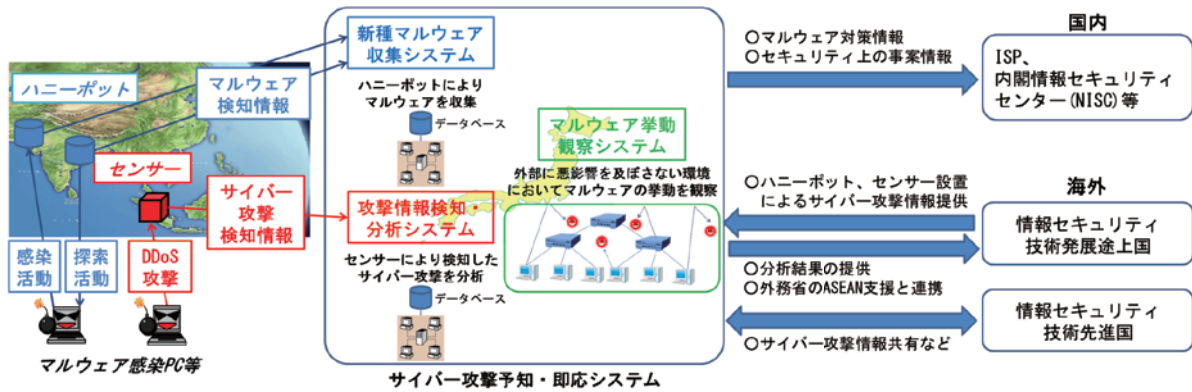 ハニーポット
マルウェア
検知情報
センサー
サイバー
攻撃
検知情報
感染
活動
探索
活動
DDoS
攻撃
マルウェア感染PC等
新種マルウェア
収集システム
ハニーポットにより
マルウェアを収集
データベース
攻撃情報検知・
分析システム
センサーにより検知した
サイバー攻撃を分析
データベース
マルウェア挙動
観察システム
外部に悪影響を及ぼさない環境
においてマルウェアの挙動を観察
サイバー攻撃予知・即応システム
○マルウェア対策情報
○セキュリティ上の事案情報
国内
ISP、
内閣情報セキュリティ
センター(NISC)等
○ハニーポット、センサー設置
によるサイバー攻撃情報提供
海外
情報セキュリティ
技術発展途上国
○分析結果の提供
○外務省のASEAN支援と連携
情報セキュリティ
技術先進国
○サイバー攻撃情報共有など